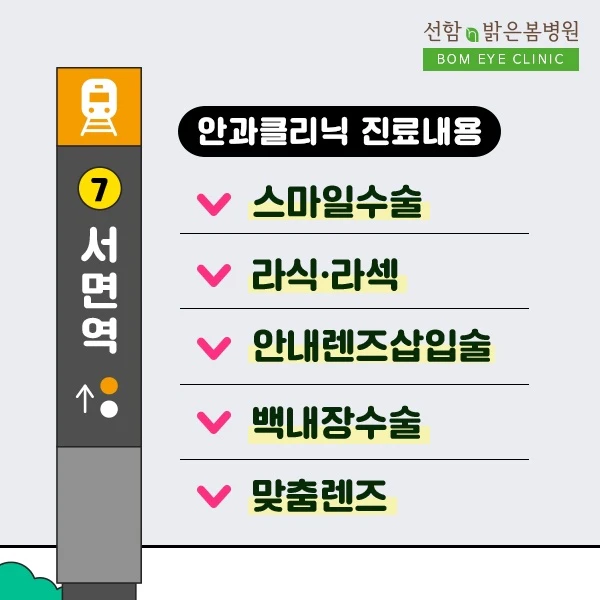 선함 밝은봄병원
BOM EYE CLINIC
안과클리닉 진료내용
7
서면역
스마일수술
라식·라섹
안내렌즈삽입술
백내장수술
맞춤렌즈